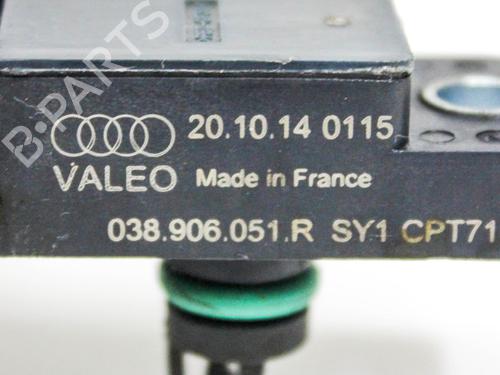 B-PARTS
20.10.14 0115
VALEO Made in France
038.906.051.R SY1 CPT71